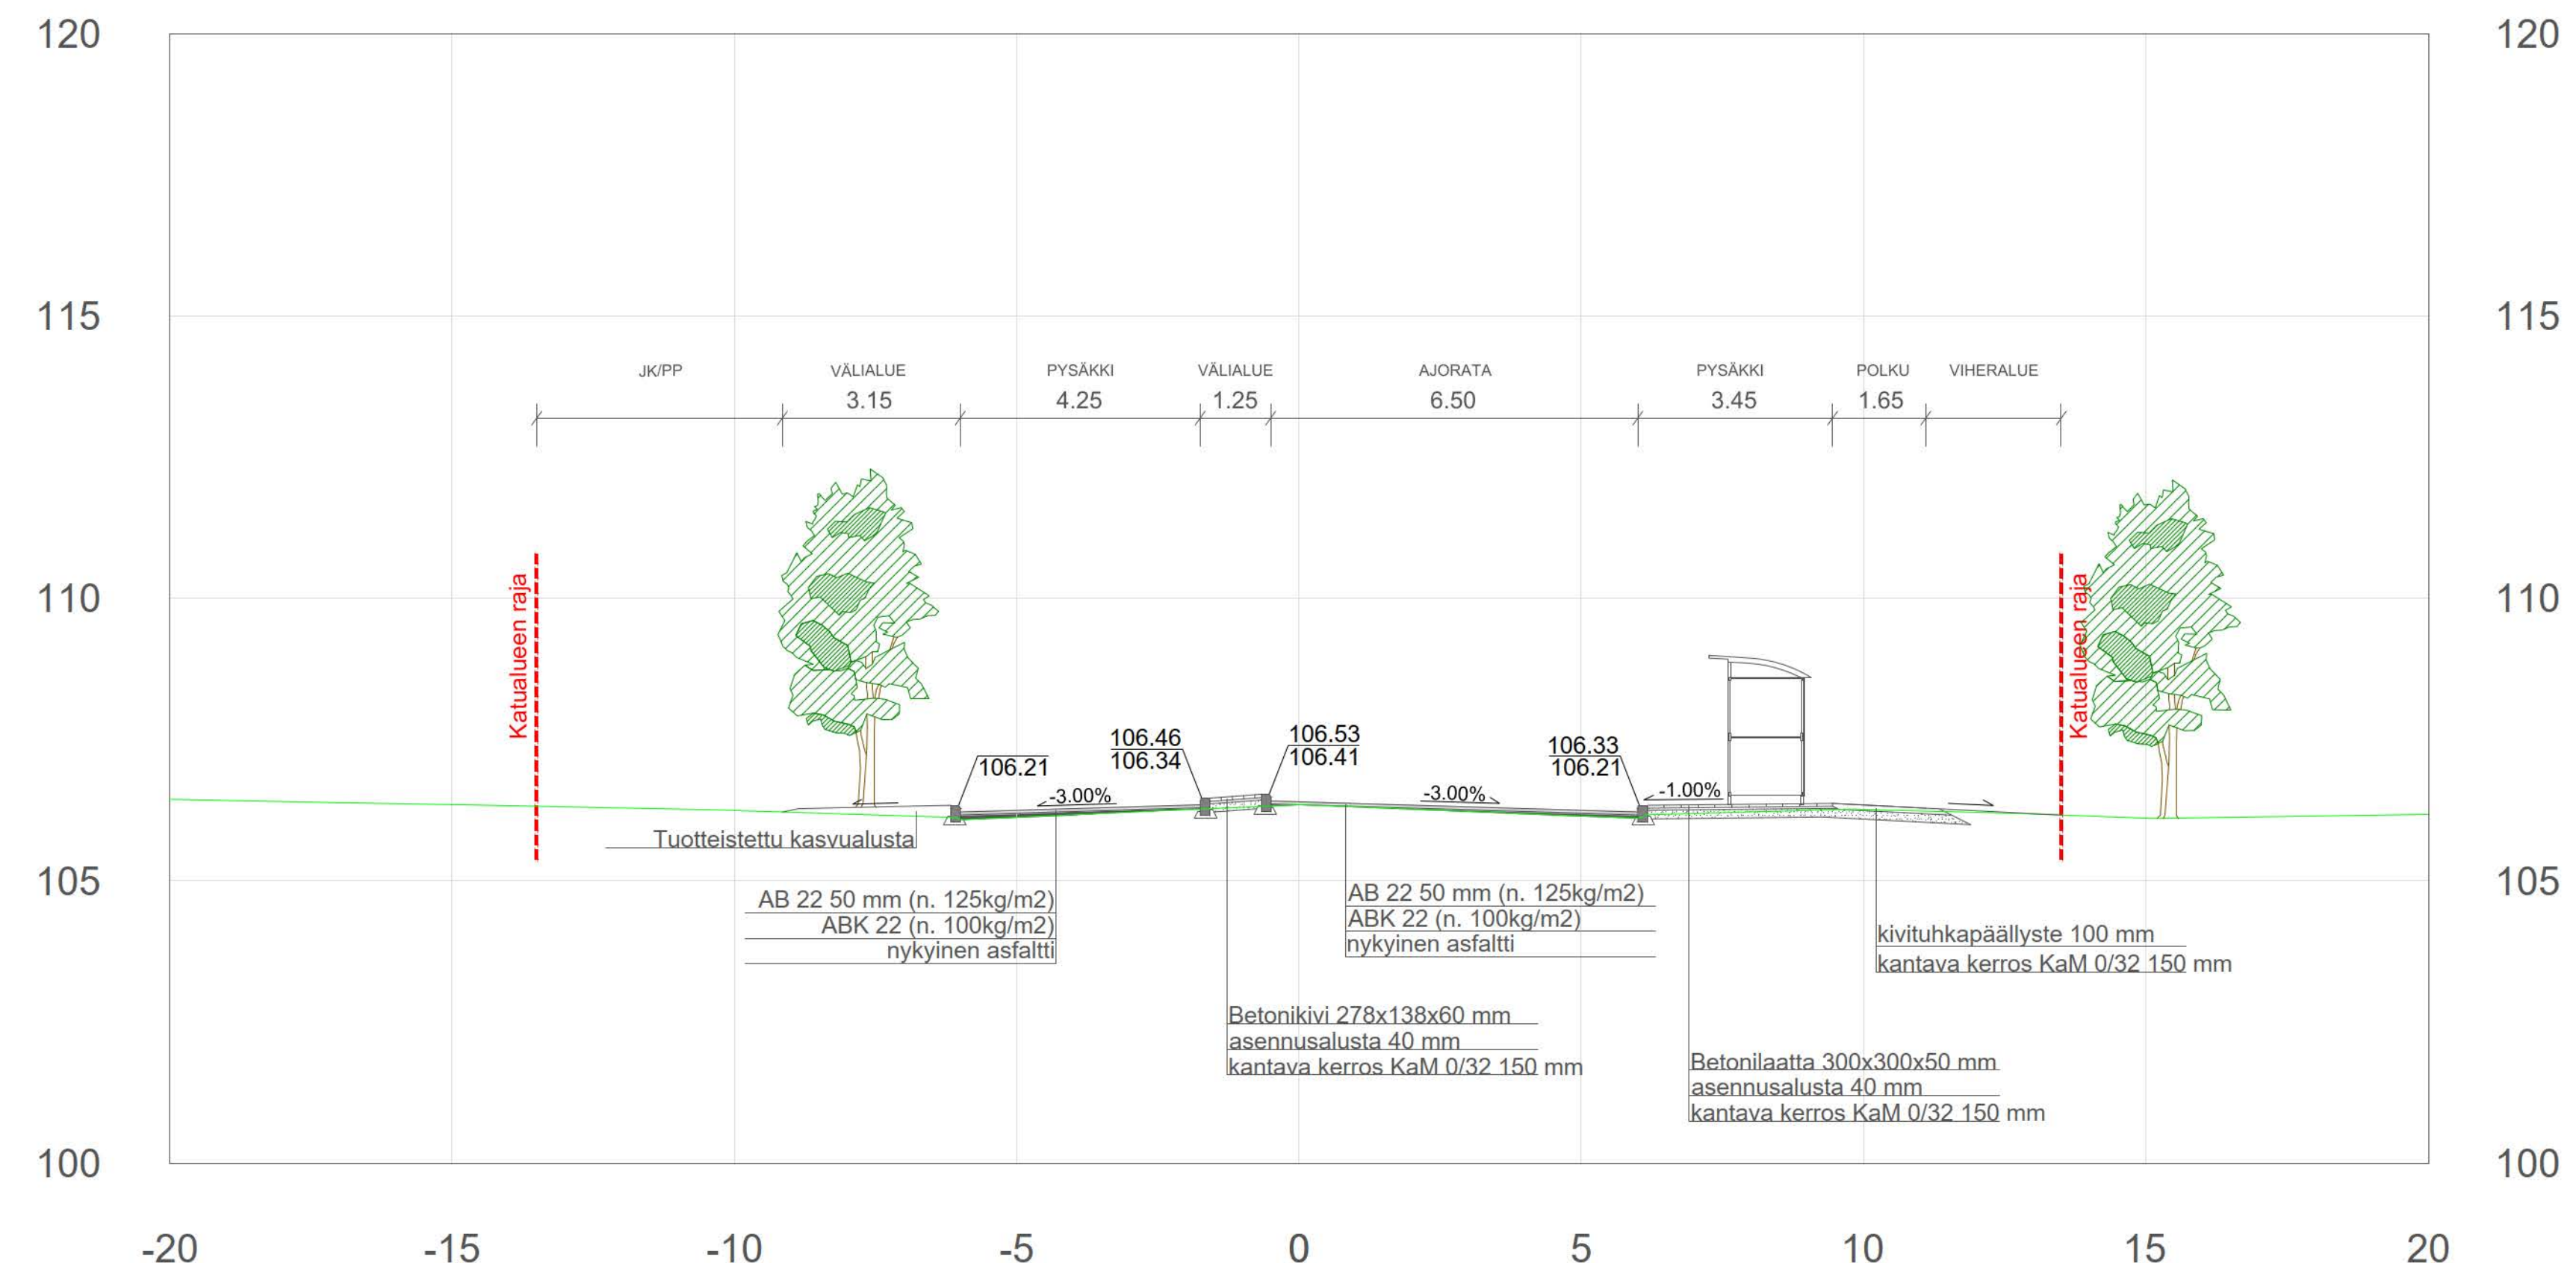 120 120
115 115
JK/PP VÄLIALUE PYSÄKKI VÄLIALUE AJORATA PYSÄKKI POLKU VIHERALUE
3.15 4.25 1.25 6.50 3.45 1.65
110 110
Katualueen raja
Katualueen raja
106.21
106.46
106.34
106.53
106.41
106.33
106.21
-3.00%
-3.00%
-1.00%
Tuotteistettu kasvualusta
105 105
AB 22 50 mm (n. 125kg/m2)
ABK 22 (n. 100kg/m2)
nykyinen asfaltti
AB 22 50 mm (n. 125kg/m2)
ABK 22 (n. 100kg/m2)
nykyinen asfaltti
kivituhkapäällyste 100 mm
kantava kerros KaM 0/32 150 mm
Betonikivi 278x138x60 mm
asennusalusta 40 mm
kantava kerros KaM 0/32 150 mm
Betonilaatta 300x300x50 mm
asennusalusta 40 mm
kantava kerros KaM 0/32 150 mm
100 100
-20 -15 -10 -5 0 5 10 15 20